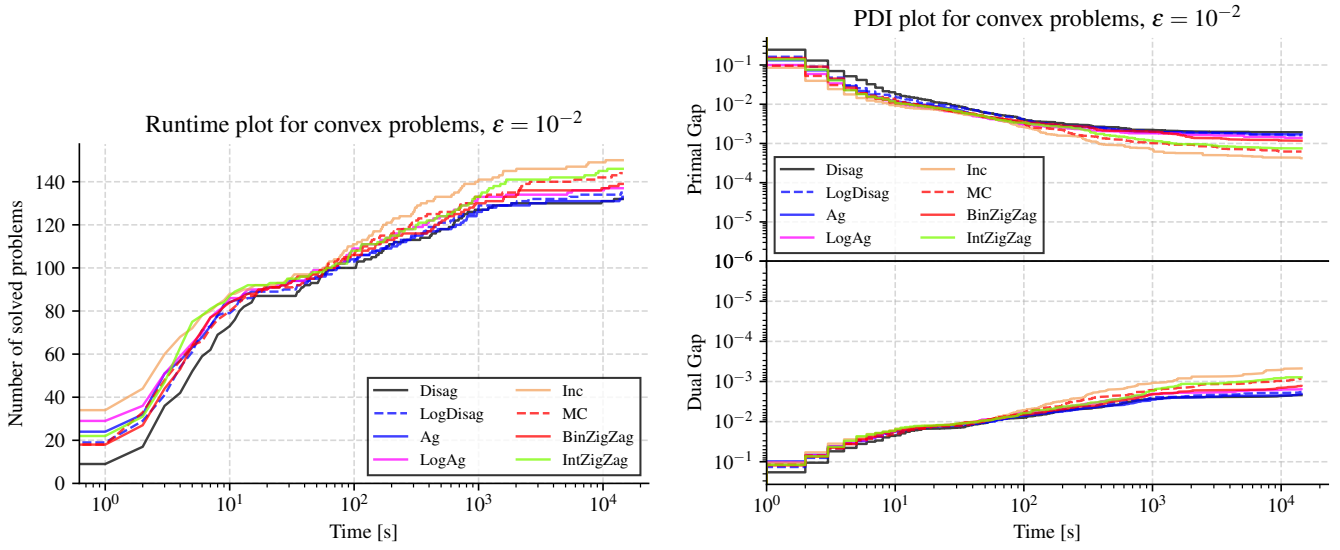 Runtime plot for convex problems, ε = 10⁻²
Number of solved problems
140
120
100
80
60
40
20
0
Disag
LogDisag
Ag
LogAg
Inc
MC
BinZigZag
IntZigZag
10⁰
10¹
10²
10³
10⁴
Time [s]
PDI plot for convex problems, ε = 10⁻²
Primal Gap
10⁻¹
10⁻²
10⁻³
10⁻⁴
10⁻⁵
10⁻⁶
Disag
LogDisag
Ag
LogAg
Inc
MC
BinZigZag
IntZigZag
Dual Gap
10⁻⁵
10⁻⁴
10⁻³
10⁻²
10⁻¹
10⁰
10¹
10²
10³
10⁴
Time [s]